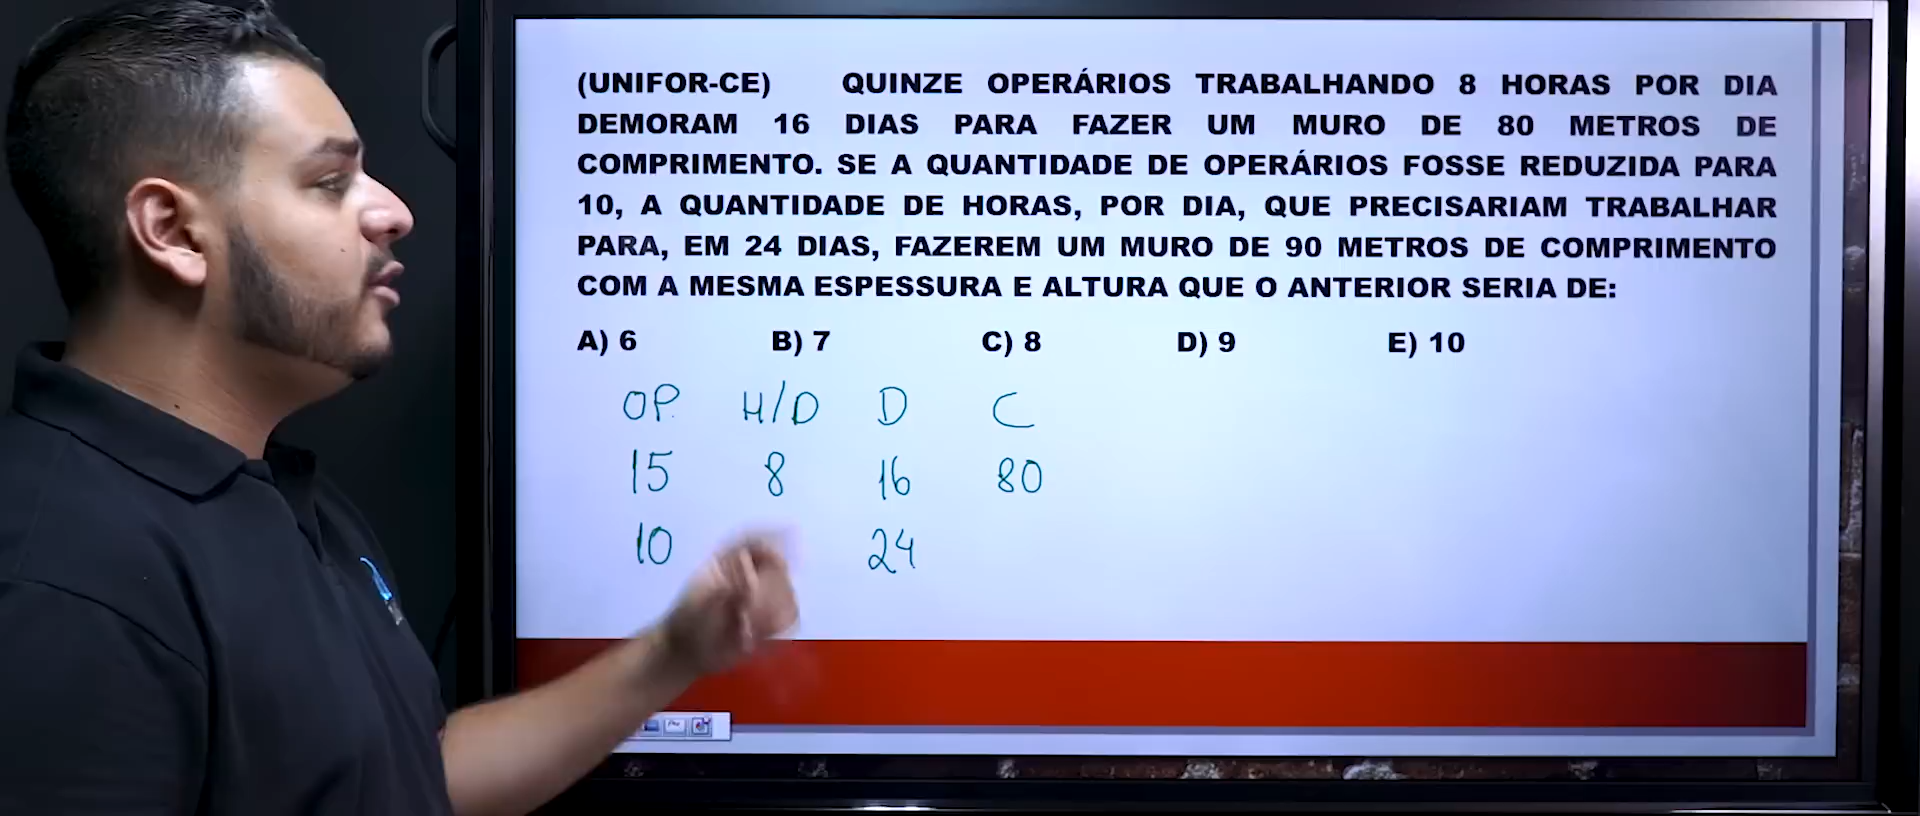 (UNIFOR-CE) QUINZE OPERÁRIOS TRABALHANDO 8 HORAS POR DIA
DEMORAM 16 DIAS PARA FAZER UM MURO DE 80 METROS DE
COMPRIMENTO. SE A QUANTIDADE DE OPERÁRIOS FOSSE REDUZIDA PARA
10, A QUANTIDADE DE HORAS, POR DIA, QUE PRECISARIAM TRABALHAR
PARA, EM 24 DIAS, FAZEREM UM MURO DE 90 METROS DE COMPRIMENTO
COM A MESMA ESPESSURA E ALTURA QUE O ANTERIOR SERIA DE:
A) 6 B) 7 C) 8 D) 9 E) 10
OP. H/D D C
15 8 16 80
10 24